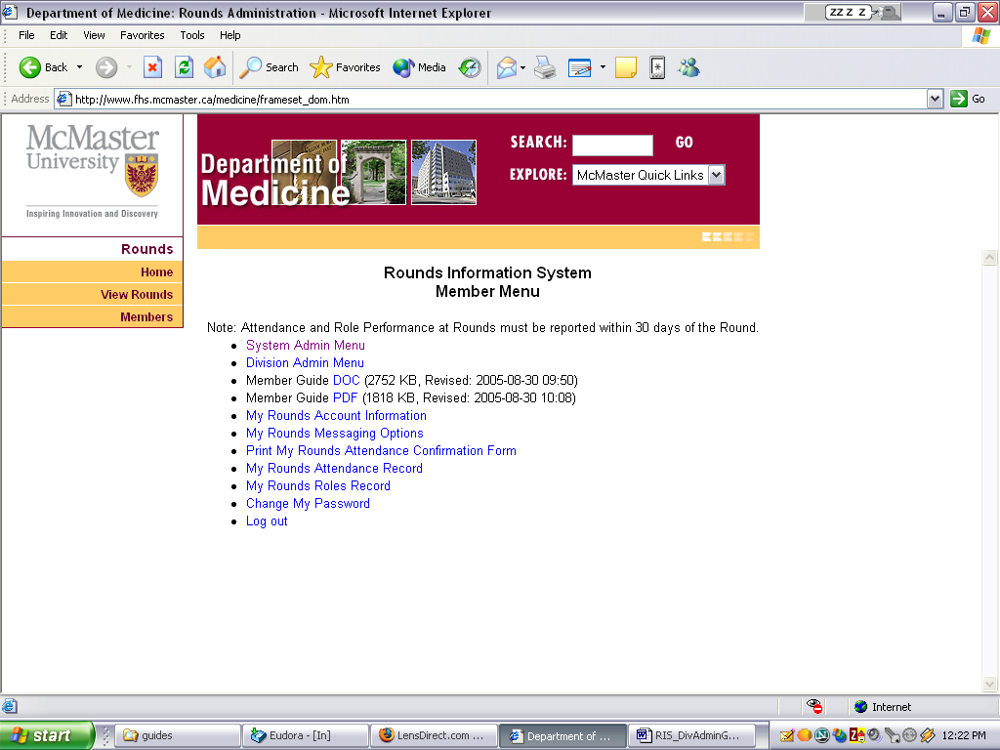 Department of Medicine: Rounds Administration - Microsoft Internet Explorer
zz z z
File Edit View Favorites Tools Help
Back Search Favorites Media
Address http://www.fhs.mcmaster.ca/medicine/frameset_dom.htm Go
McMaster
University
Inspiring Innovation and Discovery
Department of
Medicine
SEARCH: GO
EXPLORE: McMaster Quick Links
Rounds
Home
View Rounds
Members
Rounds Information System
Member Menu
Note: Attendance and Role Performance at Rounds must be reported within 30 days of the Round.
System Admin Menu
Division Admin Menu
Member Guide DOC (2752 KB, Revised: 2005-08-30 09:50)
Member Guide PDF (1818 KB, Revised: 2005-08-30 10:08)
My Rounds Account Information
My Rounds Messaging Options
Print My Rounds Attendance Confirmation Form
My Rounds Attendance Record
My Rounds Roles Record
Change My Password
Log out
Internet
start guides Eudora - [In] LensDirect.com ... Department of ... RIS_DivAdminG... 12:22 PM